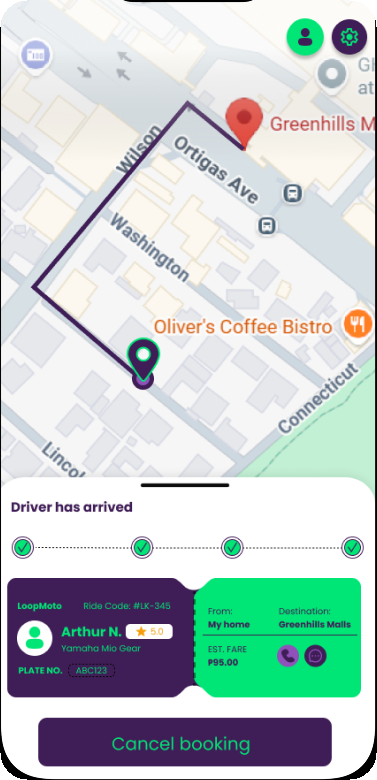 Gl
at
Greenhills M
Wilson
Ortigas Ave
Washington
Oliver's Coffee Bistro
Connecticut
Lincol
Driver has arrived
LoopMoto
Ride Code: #LK-345
Arthur N.
5.0
Yamaha Mio Gear
PLATE NO.
ABC123
From:
My home
Destination:
Greenhills Malls
EST. FARE
₱95.00
Cancel booking